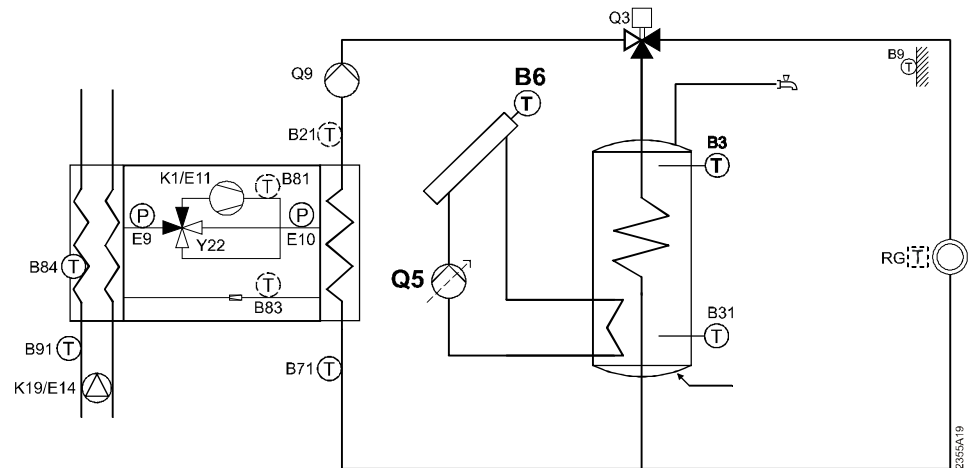 Q3
Q9
B9
T
B6
T
B21
T
B3
T
K1/E11
T
B81
P
P
E9
Y22
E10
RG
T
B84
T
Q5
T
B83
B31
T
B91
T
B71
T
K19/E14
2355A19